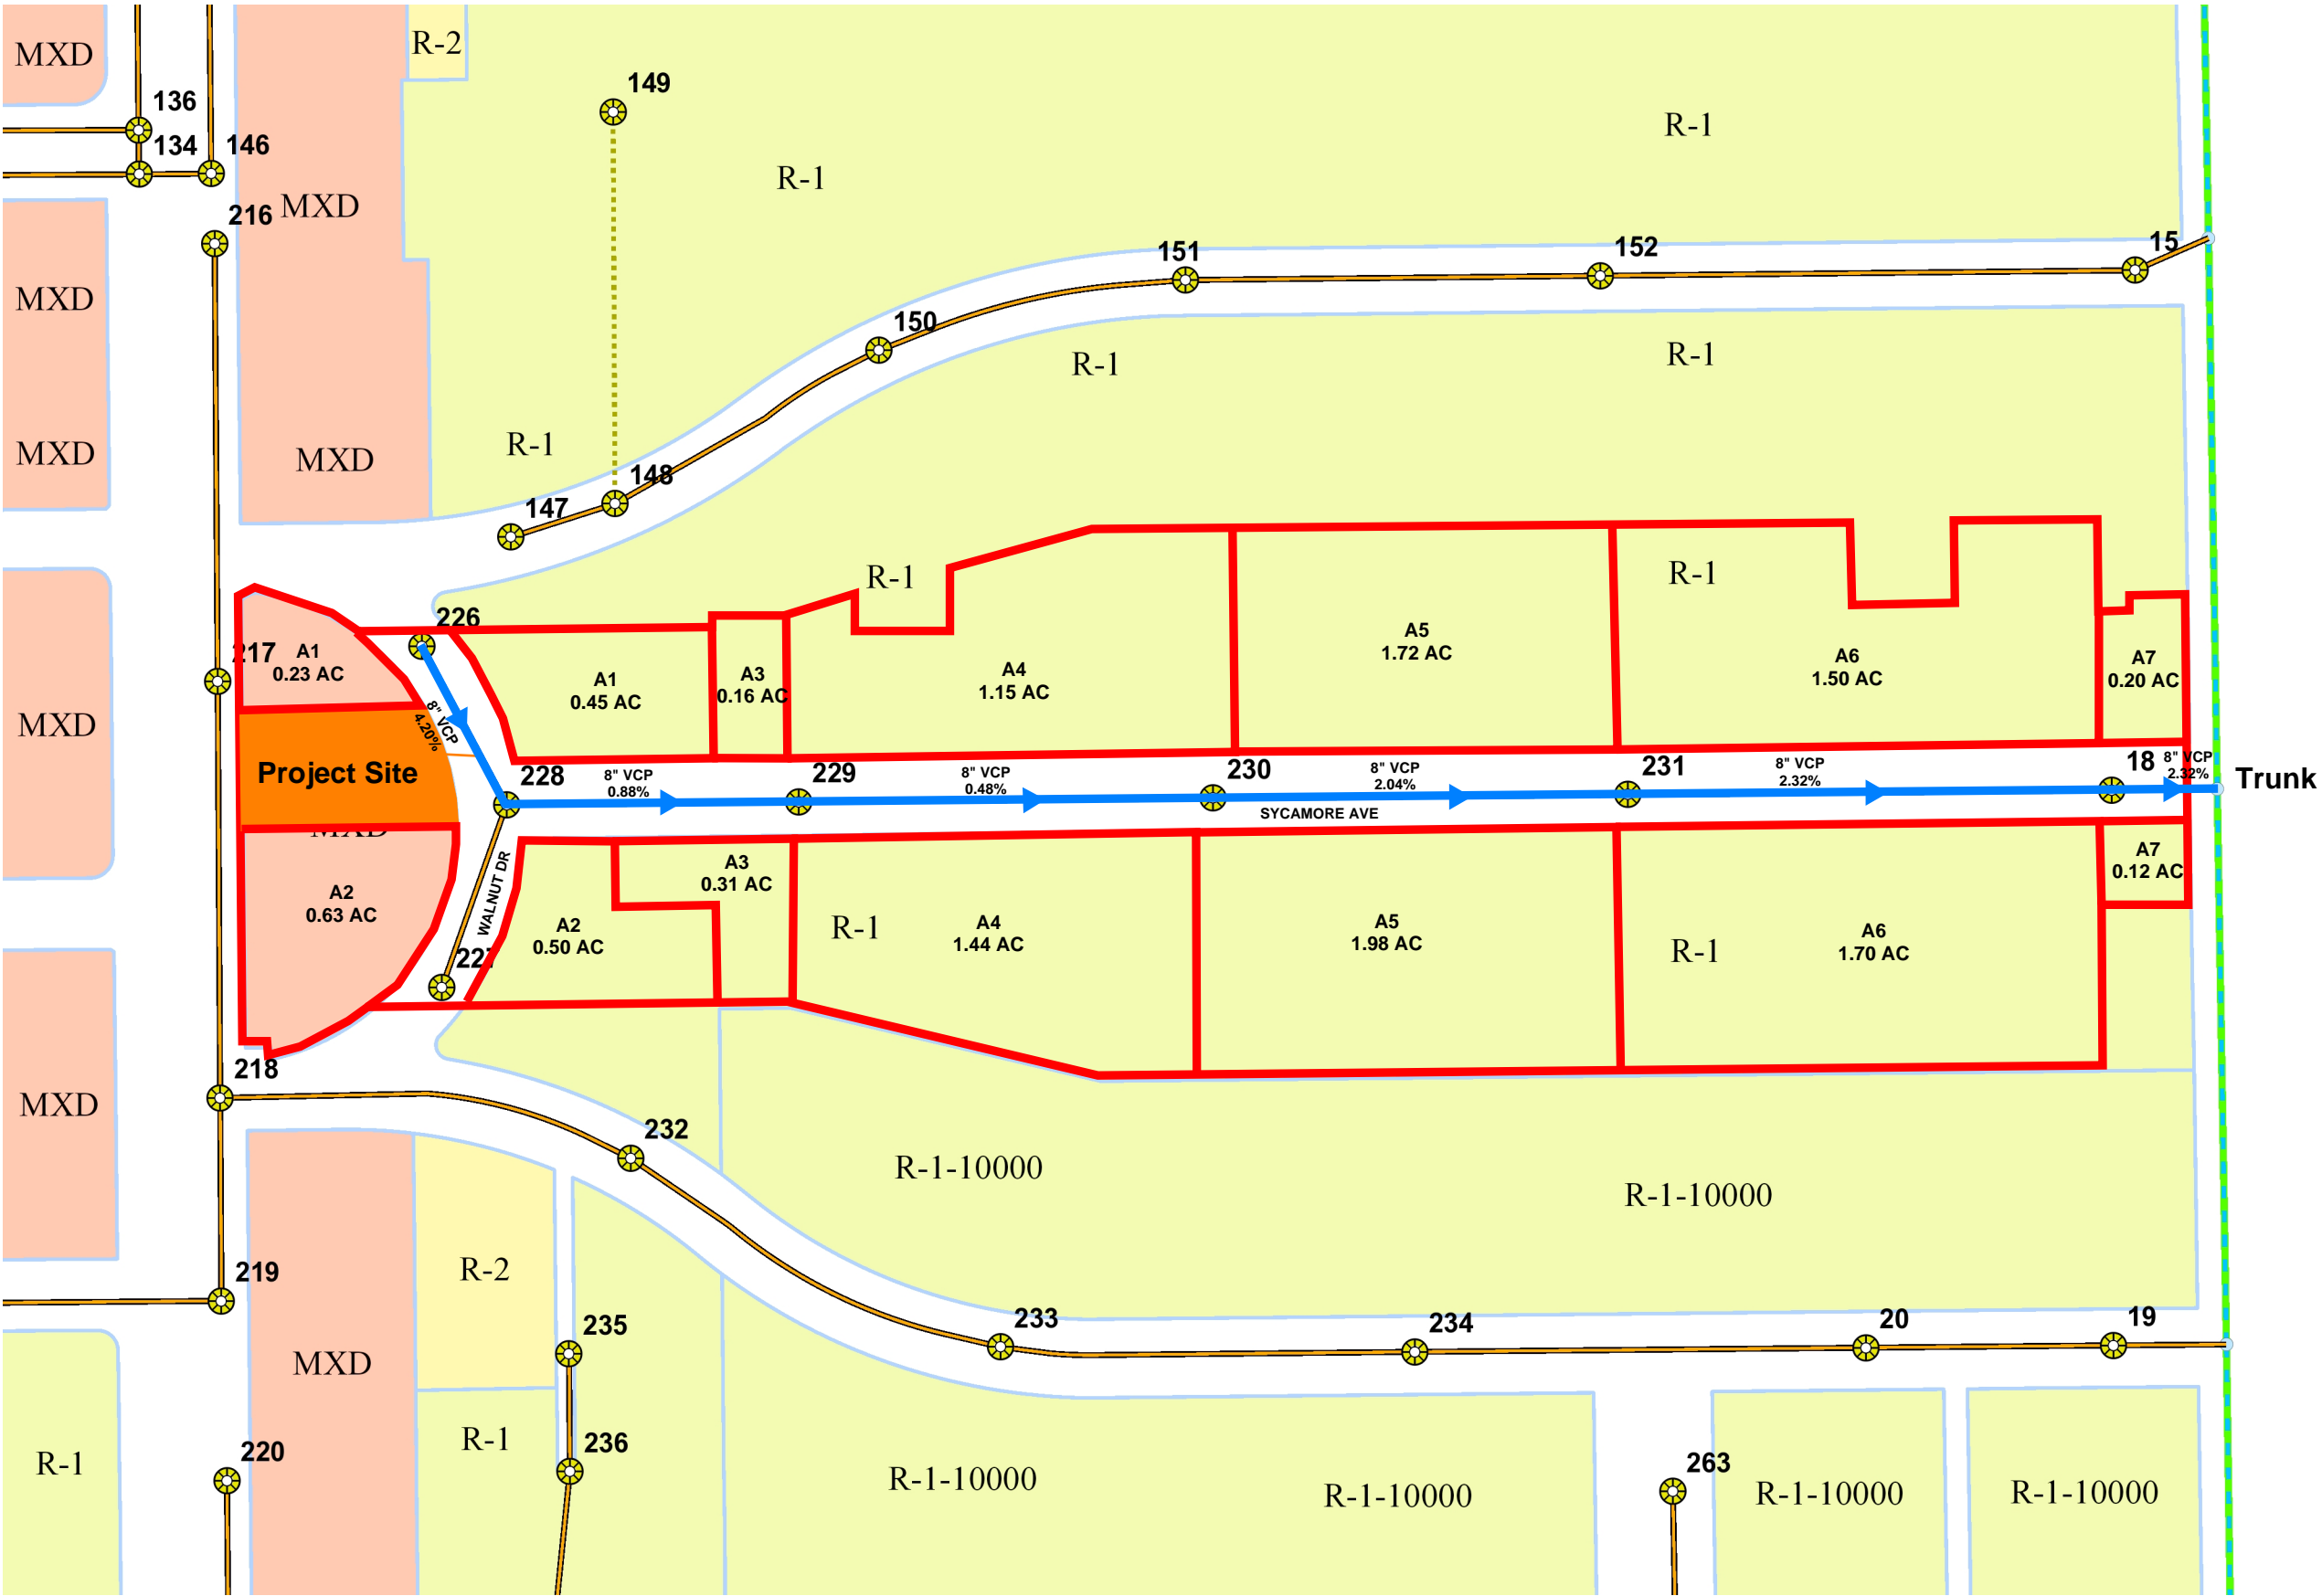 MXD
R-2
149
136
R-1
134
146
R-1
MXD
216
151
152
15
MXD
150
R-1
R-1
R-1
MXD
MXD
148
147
R-1
R-1
226
A5
1.72 AC
217
A1
0.23 AC
A6
1.50 AC
A7
0.20 AC
A4
1.15 AC
A3
0.16 AC
A1
0.45 AC
MXD
8" VCP
4.20%
Project Site
228
8" VCP
0.88%
229
8" VCP
0.48%
230
8" VCP
2.04%
231
8" VCP
2.32%
18
8" VCP
2.32%
Trunk
SYCAMORE AVE
MXD
A3
0.31 AC
A7
0.12 AC
WALNUT DR
A2
0.63 AC
A2
0.50 AC
R-1
A4
1.44 AC
A5
1.98 AC
R-1
A6
1.70 AC
227
218
MXD
232
R-1-10000
R-1-10000
219
R-2
235
233
234
20
19
MXD
R-1
236
220
R-1
R-1-10000
R-1-10000
263
R-1-10000
R-1-10000